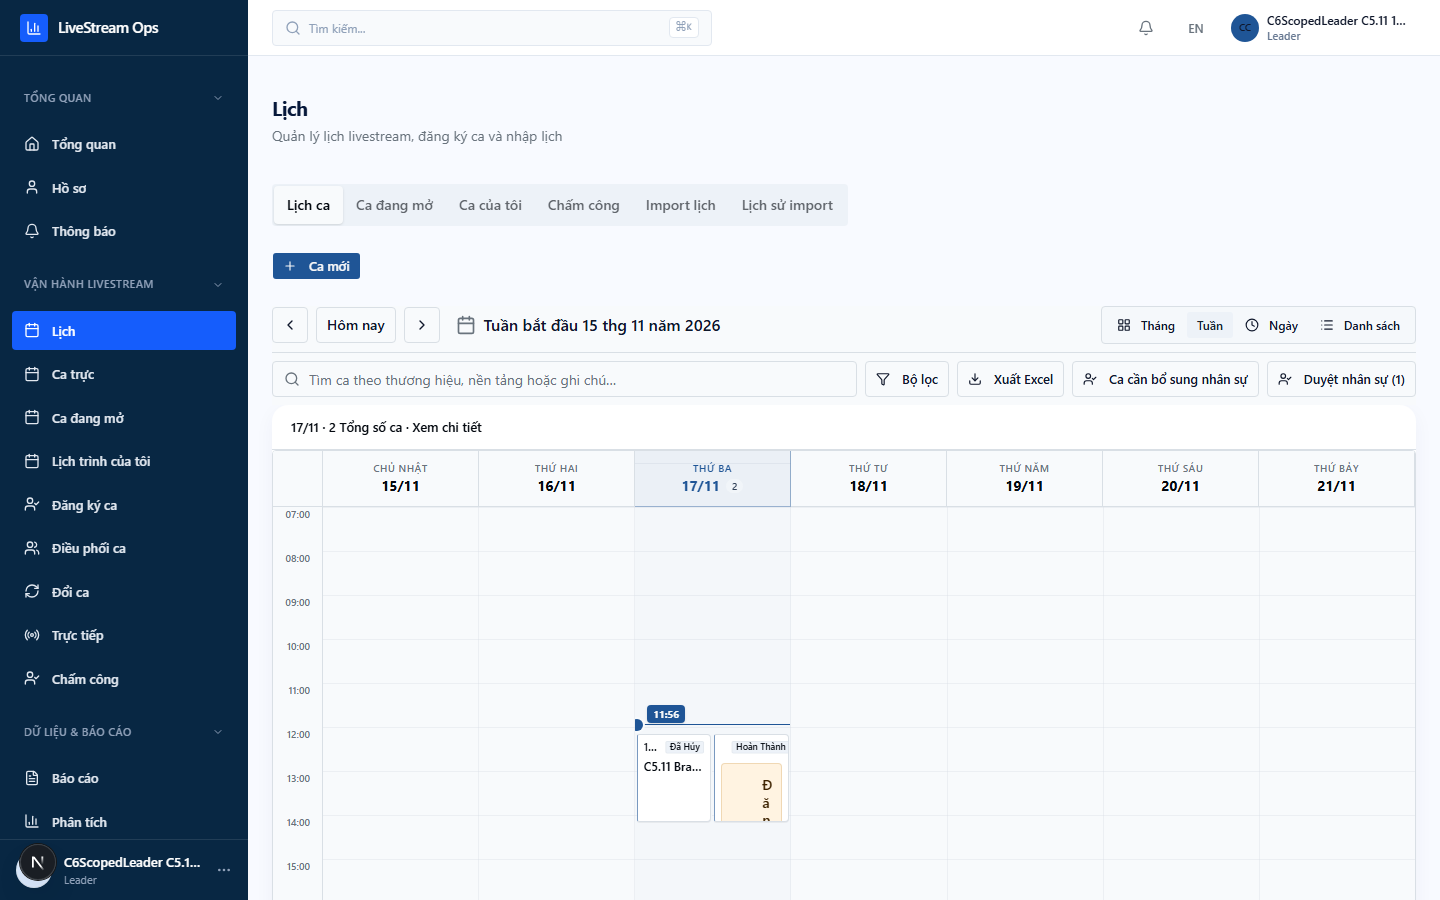 LiveStream Ops
TỔNG QUAN
Tổng quan
Hồ sơ
Thông báo
VẬN HÀNH LIVESTREAM
Lịch
Ca trực
Ca đang mở
Lịch trình của tôi
Đăng ký ca
Điều phối ca
Đổi ca
Trực tiếp
Chấm công
DỮ LIỆU & BÁO CÁO
Báo cáo
Phân tích
N
C6ScopedLeader C5.1...
Leader
Tìm kiếm...
⌘K
EN
CC
C6ScopedLeader C5.11 1...
Leader
Lịch
Quản lý lịch livestream, đăng ký ca và nhập lịch
Lịch ca
Ca đang mở
Ca của tôi
Chấm công
Import lịch
Lịch sử import
Ca mới
Hôm nay
Tuần bắt đầu 15 thg 11 năm 2026
Tháng
Tuần
Ngày
Danh sách
Tìm ca theo thương hiệu, nền tảng hoặc ghi chú...
Bộ lọc
Xuất Excel
Ca cần bổ sung nhân sự
Duyệt nhân sự (1)
17/11 · 2 Tổng số ca · Xem chi tiết
CHỦ NHẬT
15/11
THỨ HAI
16/11
THỨ BA
17/11 2
THỨ TƯ
18/11
THỨ NĂM
19/11
THỨ SÁU
20/11
THỨ BẢY
21/11
07:00
08:00
09:00
10:00
11:00
11:56
12:00
1... Đã Hủy
C5.11 Bra...
Hoàn Thành
Đ
ă
n
13:00
14:00
15:00